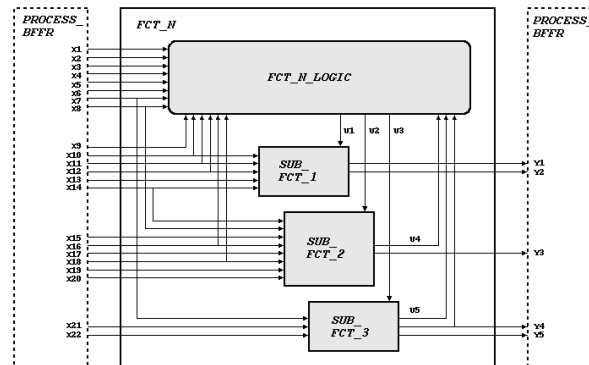 PROCESS_
BFFR
FCT_N
PROCESS_
BFFR
X1
X2
X3
X4
X5
X6
X7
X8
FCT_N_LOGIC
U1
U2
U3
X9
X10
X11
X12
X13
X14
SUB_
FCT_1
Y1
Y2
X15
X16
X17
X18
X19
X20
SUB_
FCT_2
U4
Y3
U5
X21
X22
SUB_
FCT_3
Y4
Y5